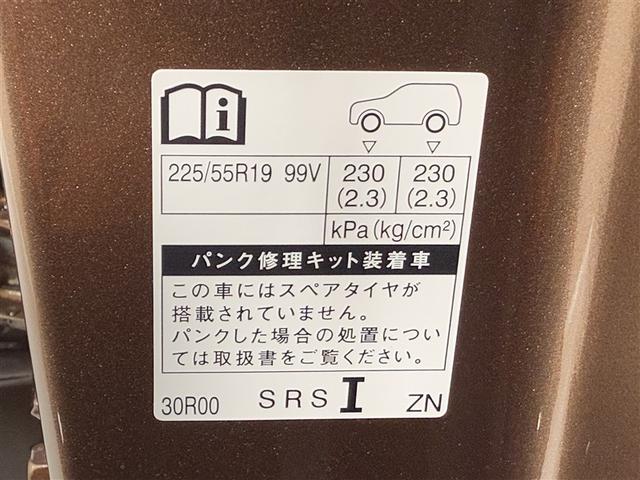 225/55R19 99V 230 230
(2.3) (2.3)
kPa(kg/cm²)
パンク修理キット装着車
この車にはスペアタイヤが
搭載されていません。
パンクした場合の処置につい
ては取扱書をご覧ください。
30R00 SRS I ZN